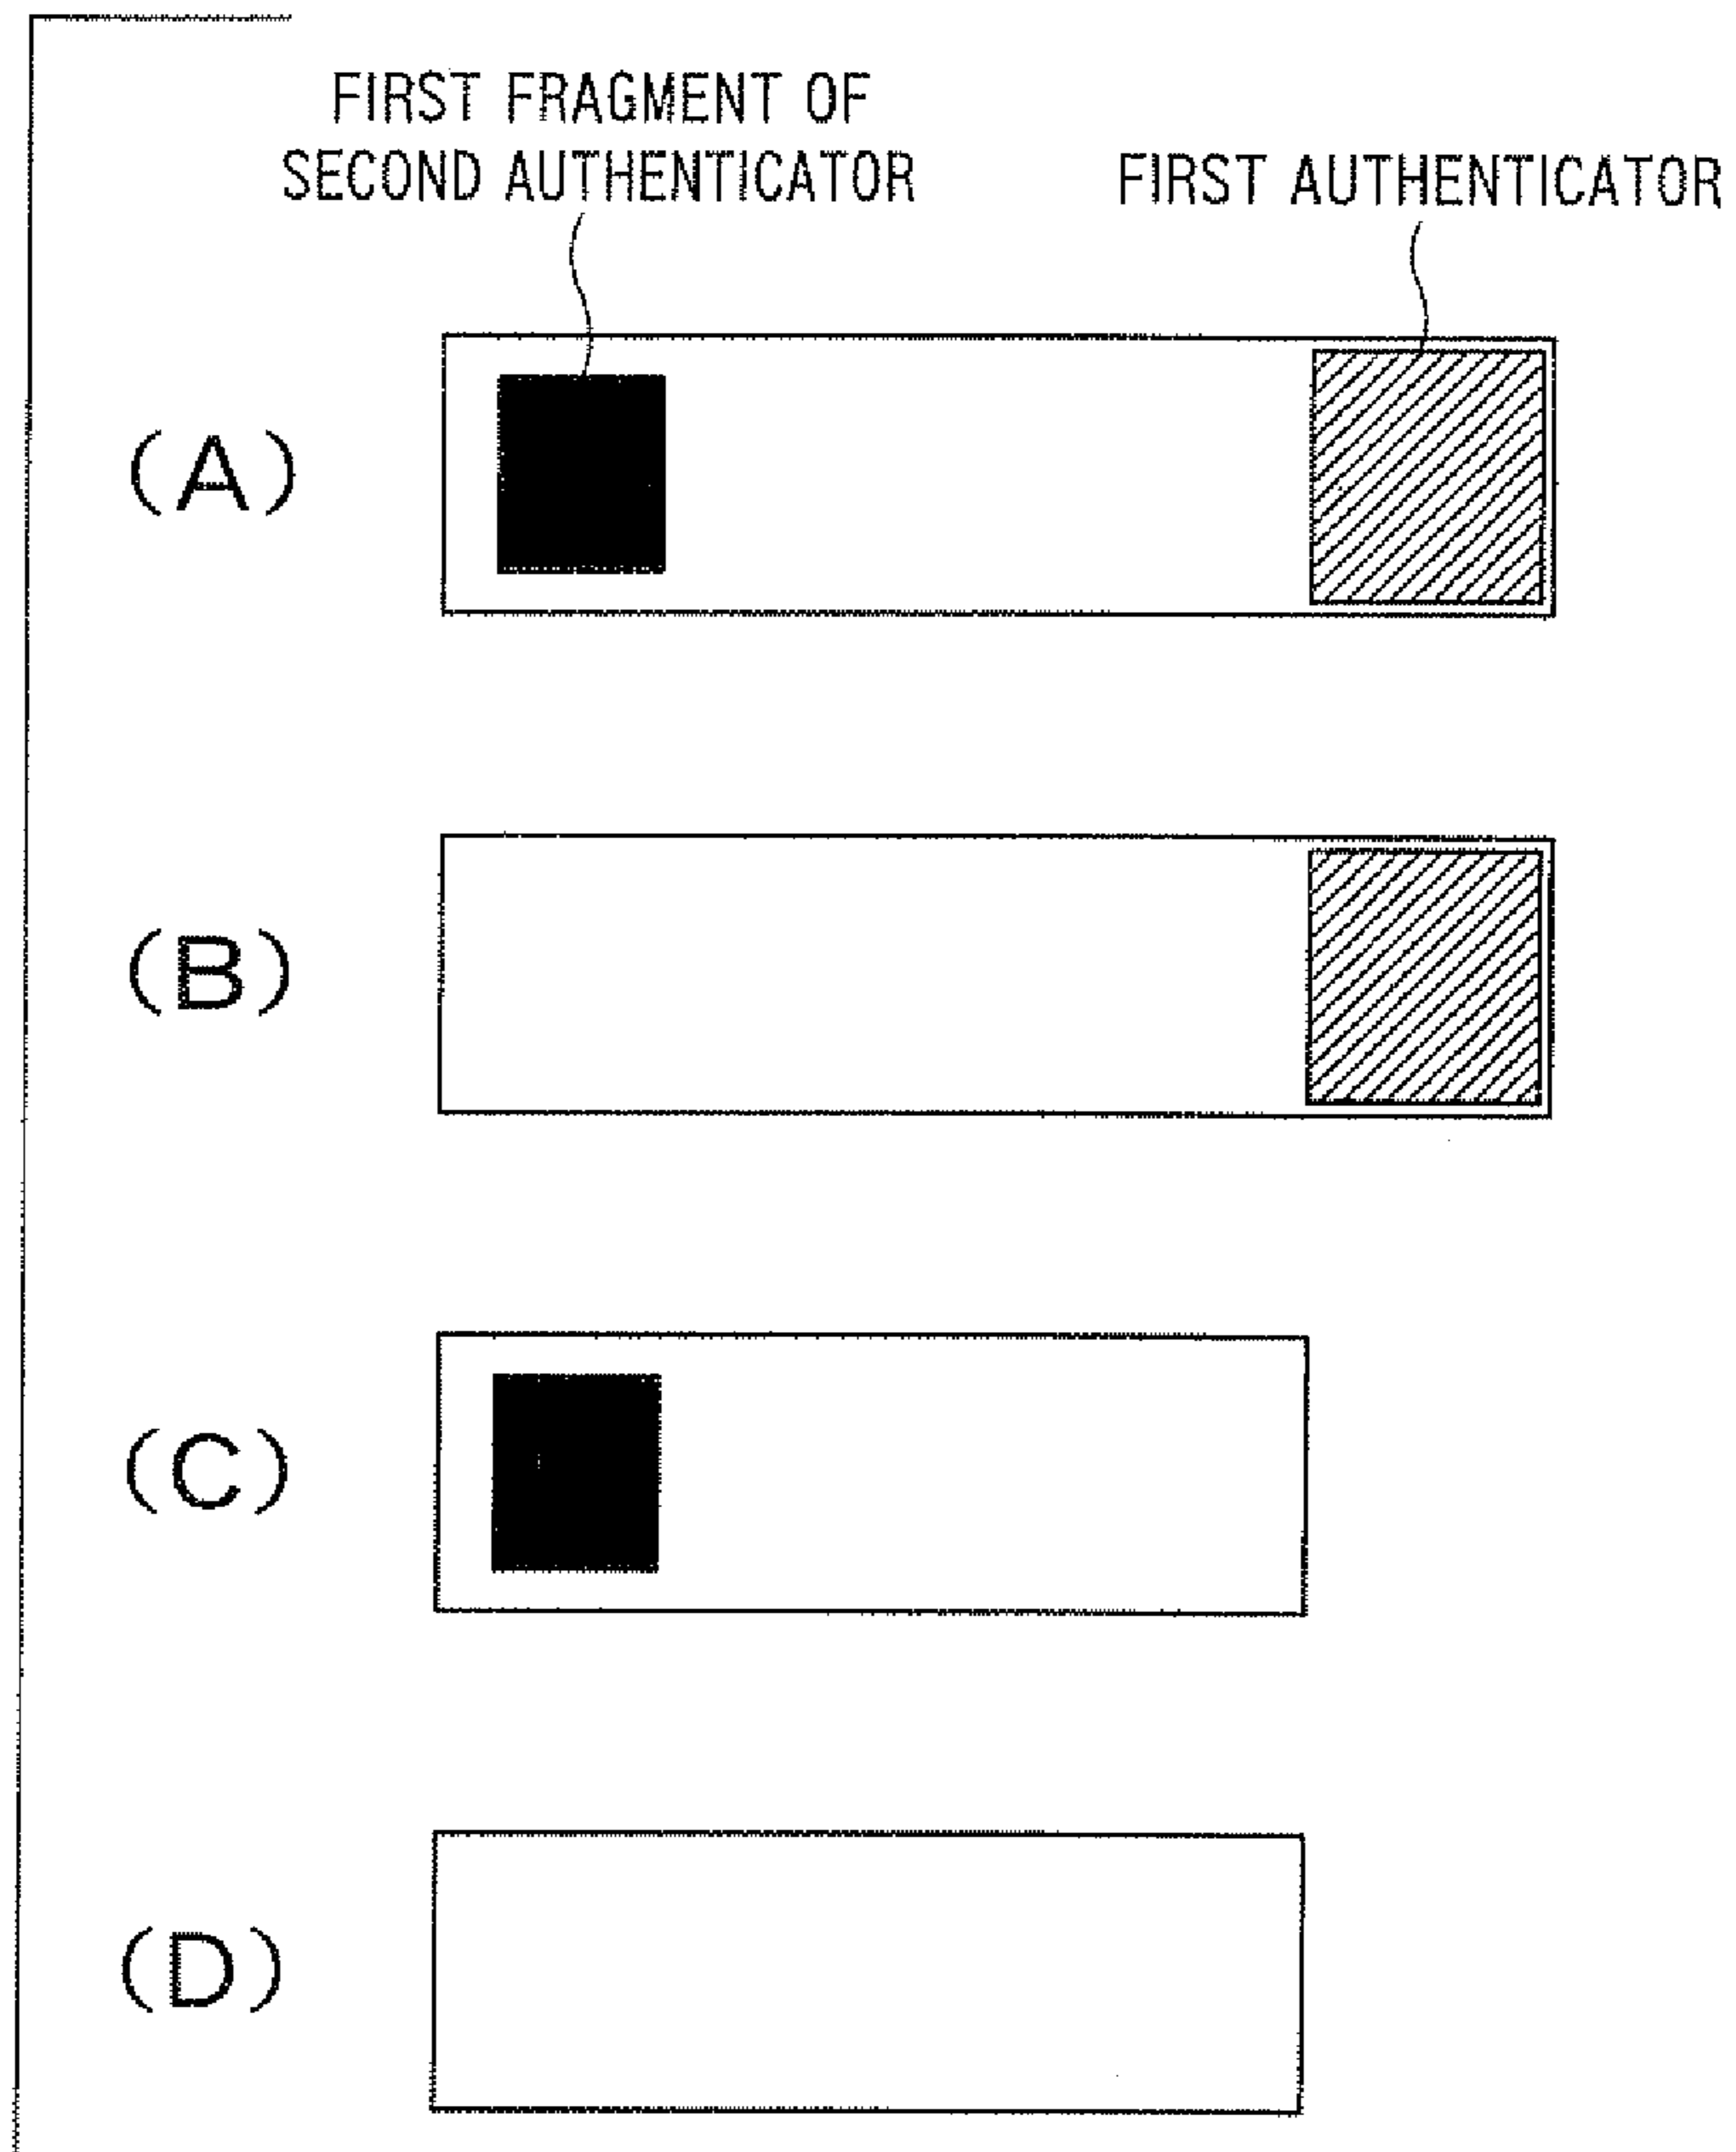 FIRST FRAGMENT OF
SECOND AUTHENTICATOR
FIRST AUTHENTICATOR
(A)
(B)
(C)
(D)